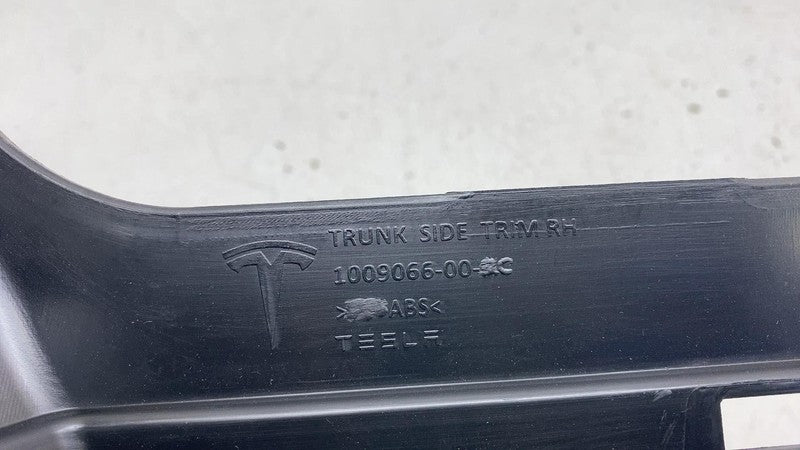 TRUNK SIDE TRIM RH
1009066-00-C
>ABS<
TESLA